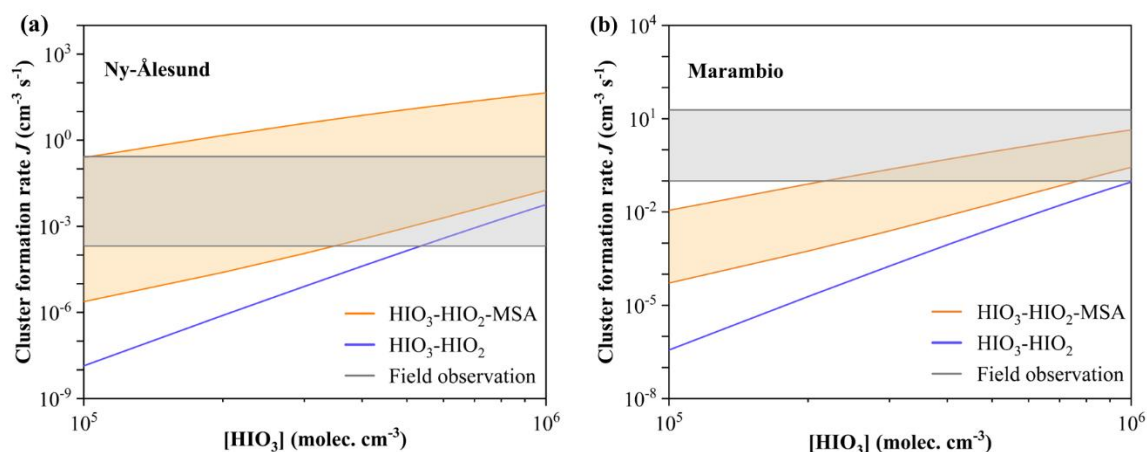 (a)
Ny-Ålesund
Cluster formation rate J (cm⁻³ s⁻¹)
10³
10⁰
10⁻³
10⁻⁶
10⁻⁹
HIO₃-HIO₂-MSA
HIO₃-HIO₂
Field observation
10⁵
10⁶
[HIO₃] (molec. cm⁻³)
(b)
Marambio
Cluster formation rate J (cm⁻³ s⁻¹)
10⁴
10¹
10⁻²
10⁻⁵
10⁻⁸
HIO₃-HIO₂-MSA
HIO₃-HIO₂
Field observation
10⁵
10⁶
[HIO₃] (molec. cm⁻³)